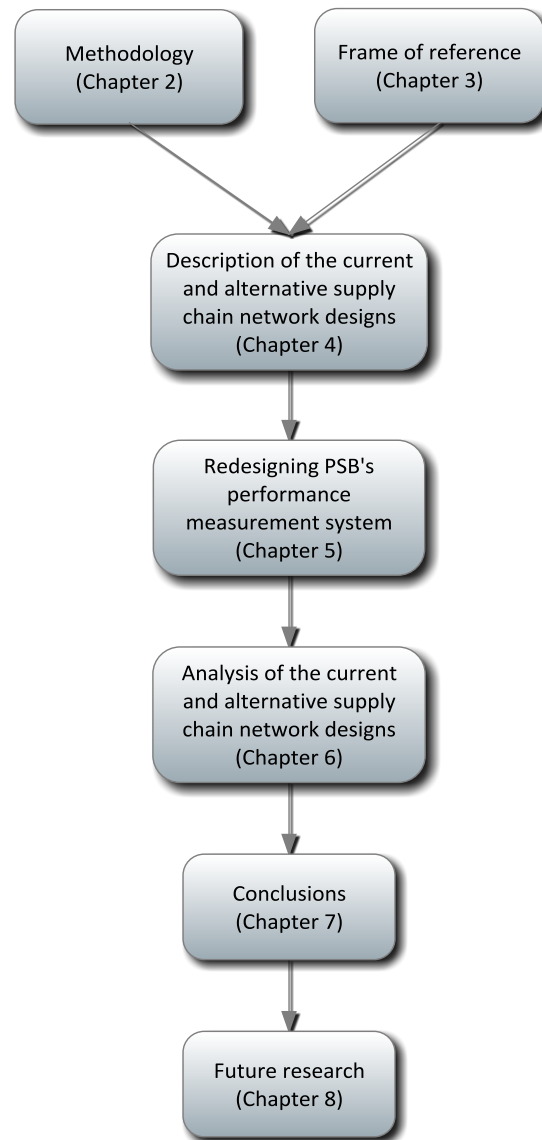 Methodology
(Chapter 2)
Frame of reference
(Chapter 3)
Description of the current
and alternative supply
chain network designs
(Chapter 4)
Redesigning PSB's
performance
measurement system
(Chapter 5)
Analysis of the current
and alternative supply
chain network designs
(Chapter 6)
Conclusions
(Chapter 7)
Future research
(Chapter 8)